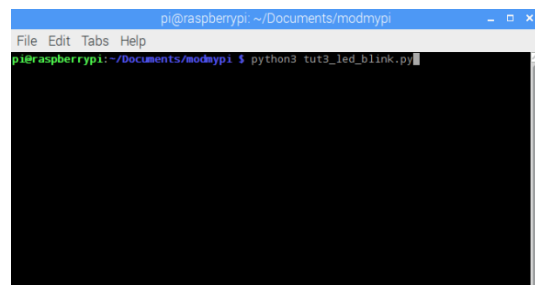 pi@raspberrypi: ~/Documents/modmypi
File Edit Tabs Help
pi@raspberrypi:~/Documents/modmypi $ python3 tut3_led_blink.py